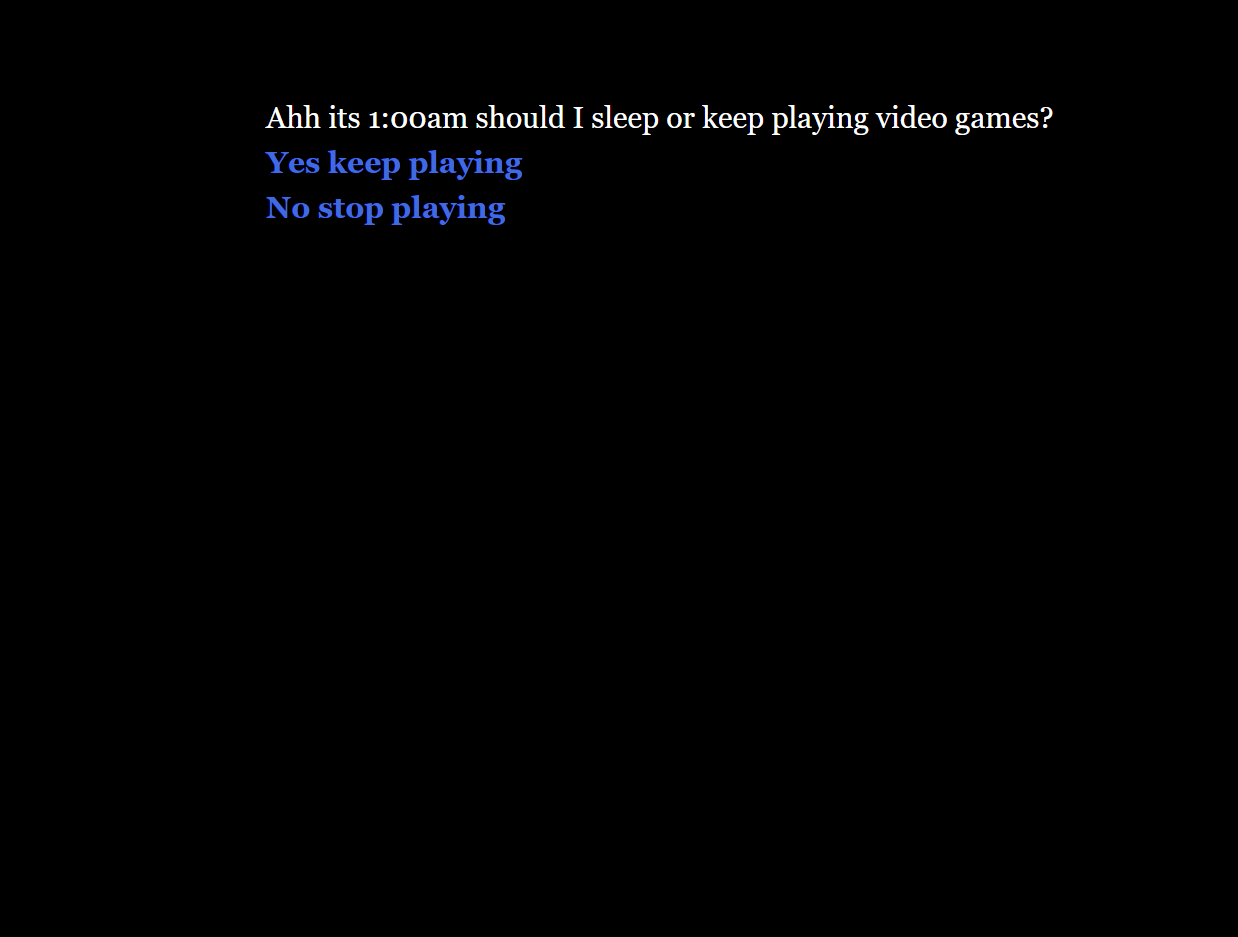 Ahh its 1:00am should I sleep or keep playing video games?
Yes keep playing
No stop playing